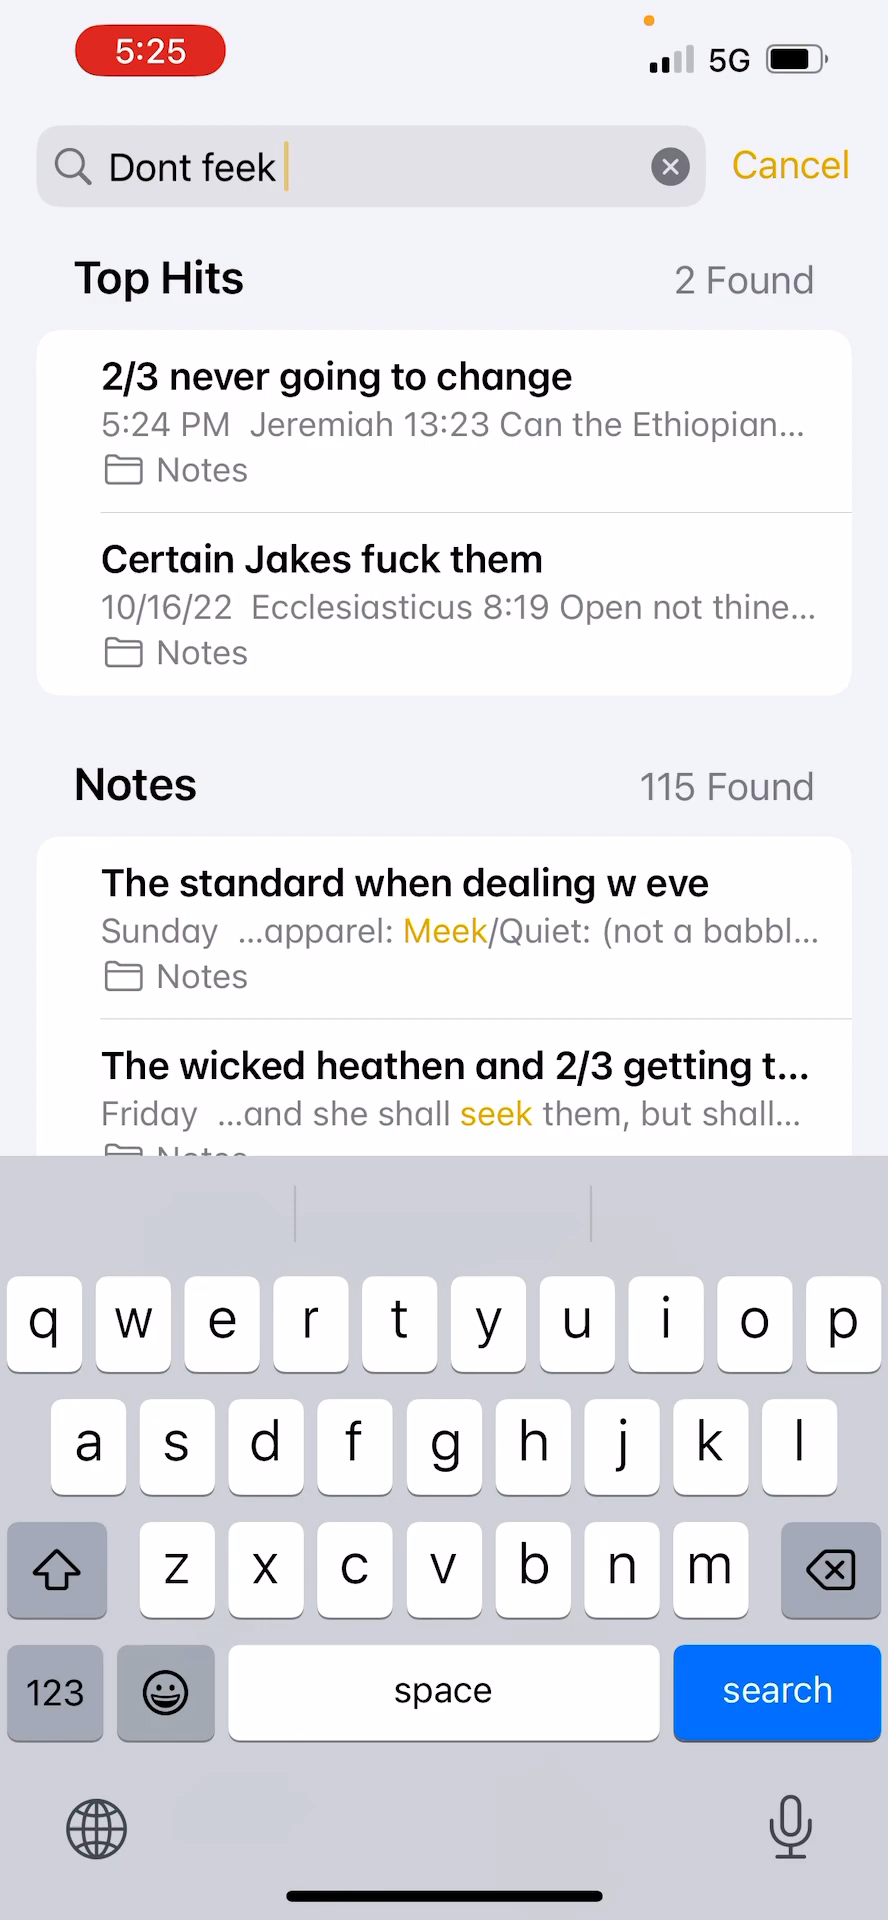 5:25
5G
Dont feek
Cancel
Top Hits
2 Found
2/3 never going to change
5:24 PM Jeremiah 13:23 Can the Ethiopian...
Notes
Certain Jakes fuck them
10/16/22 Ecclesiasticus 8:19 Open not thine...
Notes
Notes
115 Found
The standard when dealing w eve
Sunday ...apparel: Meek/Quiet: (not a babbl...
Notes
The wicked heathen and 2/3 getting t...
Friday ...and she shall seek them, but shall...
Notes
q w e r t y u i o p
a s d f g h j k l
z x c v b n m
123
space
search